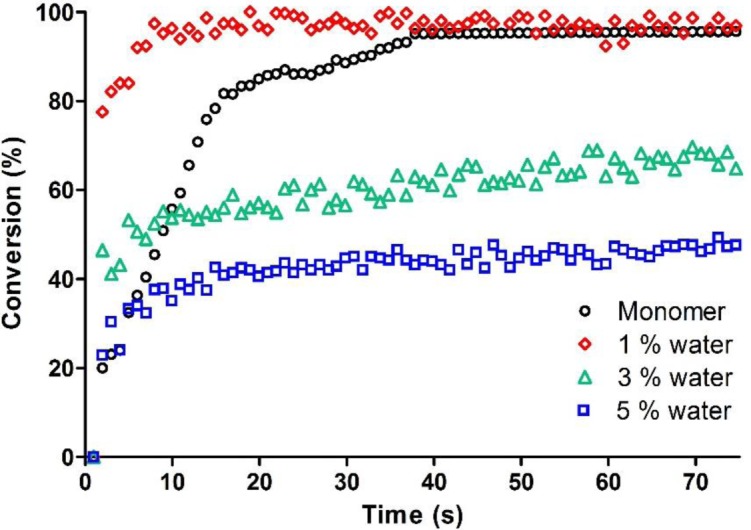 100
80
60
40
20
0
Conversion (%)
0 10 20 30 40 50 60 70
Time (s)
Monomer
1 % water
3 % water
5 % water